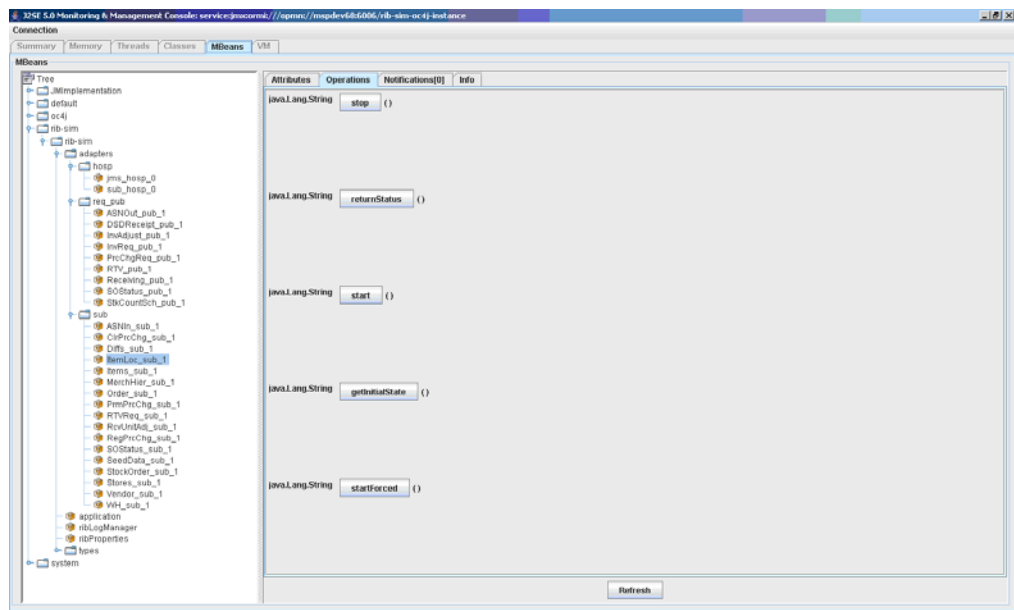 J2SE 5.0 Monitoring & Management Console: service:jmx:ormi:///opmn://mspdev60:6006/rib-sim-oc4j-instance
Connection
Summary Memory Threads Classes MBeans VM
MBeans
Tree
JMImplementation
default
oc4j
rib-sim
rib-sim
adapters
hosp
jms_hosp_0
sub_hosp_0
req_pub
ASNOut_pub_1
DSDReceipt_pub_1
InvAdjust_pub_1
InvReq_pub_1
PrcChgReq_pub_1
RTV_pub_1
Receiving_pub_1
SOStatus_pub_1
StkCountSch_pub_1
sub
ASNIn_sub_1
ClrPrcChg_sub_1
Diffs_sub_1
ItemLoc_sub_1
Items_sub_1
MerchHier_sub_1
Order_sub_1
PrmPrcChg_sub_1
RTVReq_sub_1
RcvUnitAdj_sub_1
RegPrcChg_sub_1
SOStatus_sub_1
SeedData_sub_1
StockOrder_sub_1
Stores_sub_1
Vendor_sub_1
WH_sub_1
application
ribLogManager
ribProperties
types
system
Attributes Operations Notifications[0] Info
java.Lang.String stop ()
java.Lang.String returnStatus ()
java.Lang.String start ()
java.Lang.String getInitialState ()
java.Lang.String startForced ()
Refresh